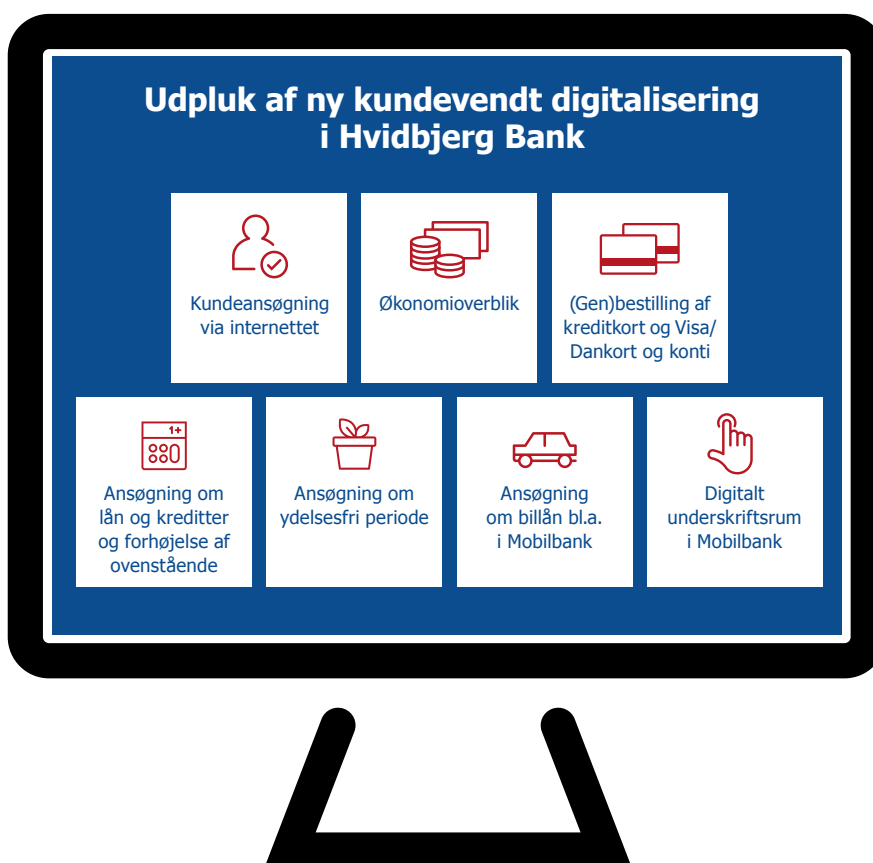 Udpluk af ny kundevendt digitalisering
i Hvidbjerg Bank
Kundeansøgning
via internettet
Økonomioverblik
(Gen)bestilling af
kreditkort og Visa/
Dankort og konti
1+
Ansøgning om
lån og kreditter
og forhøjelse af
ovenstående
Ansøgning om
ydelsesfri periode
Ansøgning
om billån bl.a.
i Mobilbank
Digitalt
underskriftsrum
i Mobilbank